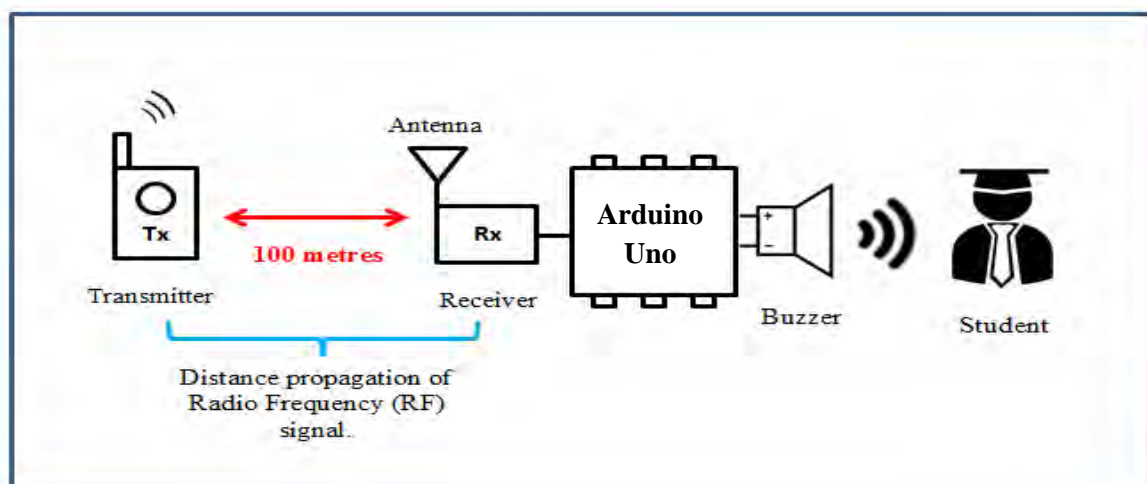 Antenna
Tx
100 metres
Rx
Arduino
Uno
+
−
Transmitter
Receiver
Buzzer
Student
Distance propagation of
Radio Frequency (RF)
signal.